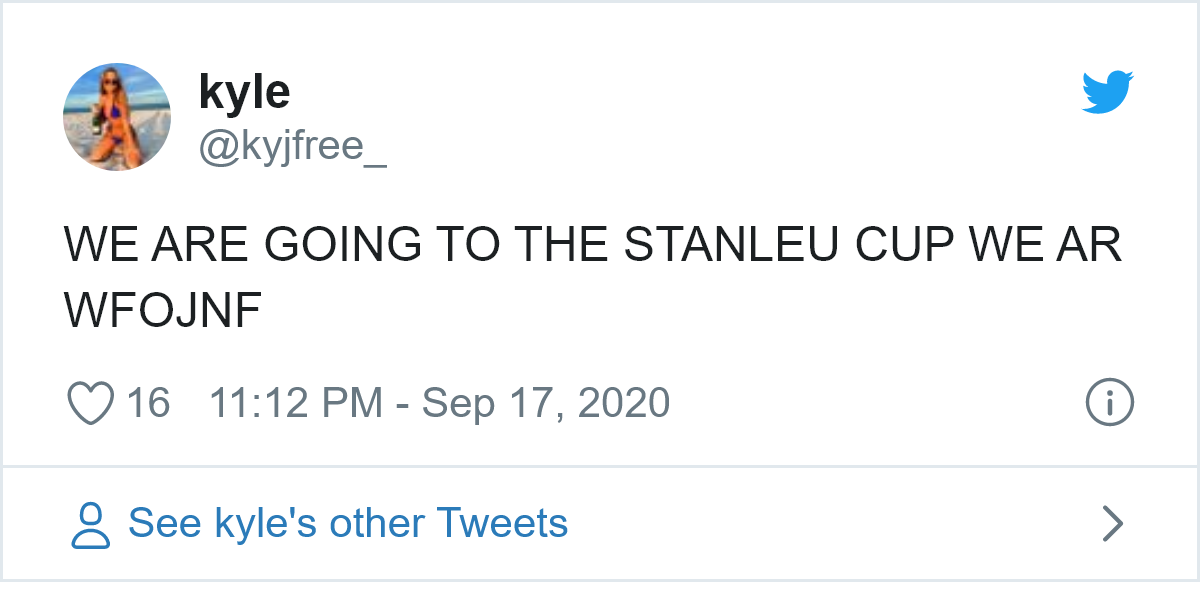 kyle
@kyjfree_
WE ARE GOING TO THE STANLEU CUP WE AR
WFOJNF
16 11:12 PM - Sep 17, 2020
See kyle's other Tweets